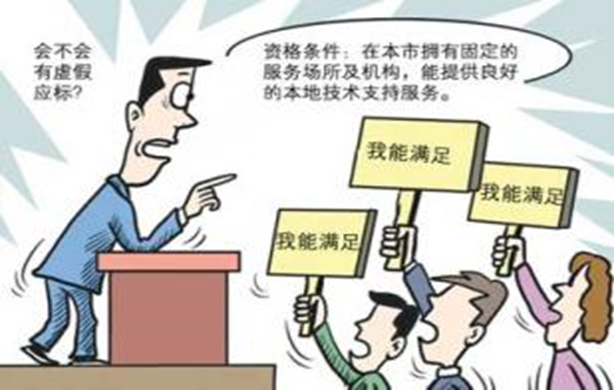 会不会
有虚假
应标?
资格条件：在本市拥有固定的
服务场所及机构，能提供良好
的本地技术支持服务。
我能满足
我能满足
我能满足